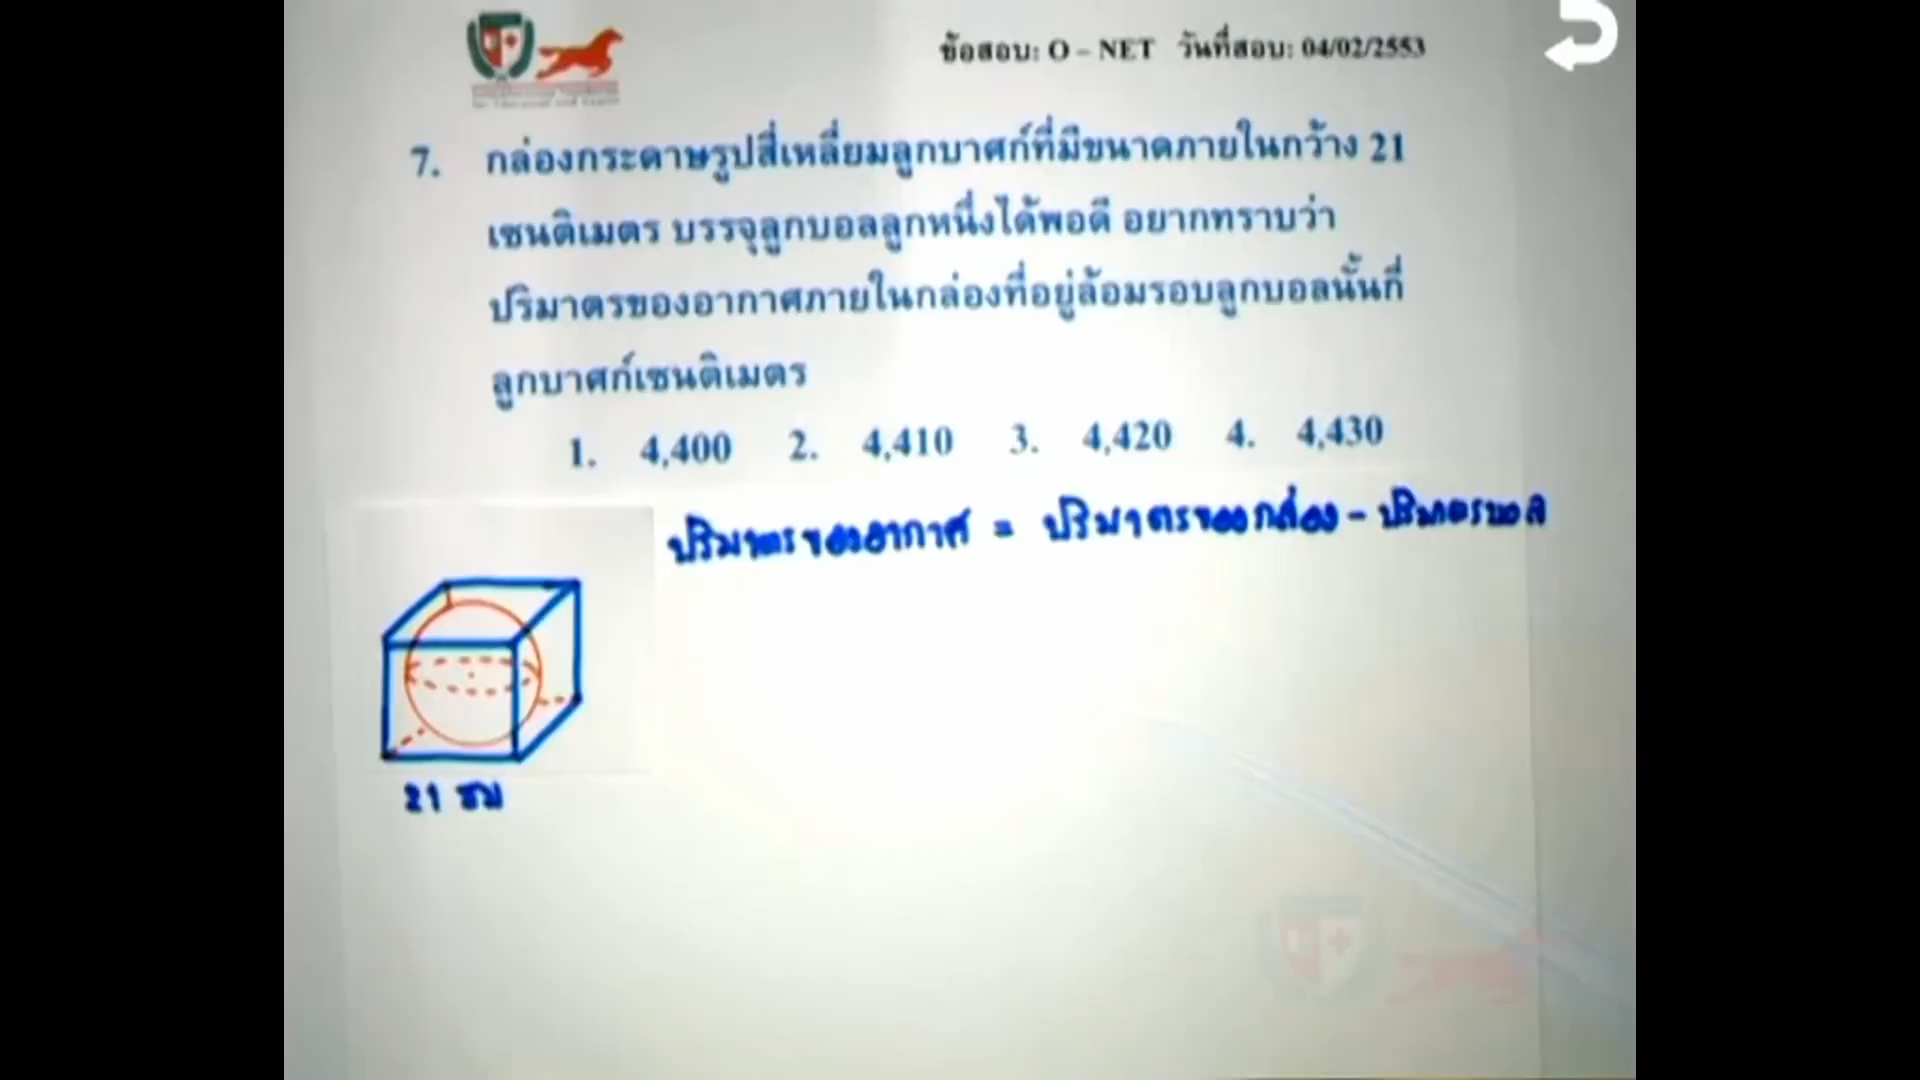 ข้อสอบ: O – NET วันที่สอบ: 04/02/2553
7. กล่องกระดาษรูปสี่เหลี่ยมลูกบาศก์ที่มีขนาดภายในกว้าง 21
เซนติเมตร บรรจุลูกบอลลูกหนึ่งได้พอดี อยากทราบว่า
ปริมาตรของอากาศภายในกล่องที่อยู่ล้อมรอบลูกบอลนั้นกี่
ลูกบาศก์เซนติเมตร
1. 4,400 2. 4,410 3. 4,420 4. 4,430
ปริมาตรของอากาศ = ปริมาตรของกล่อง - ปริมาตรบอล
21 ซม